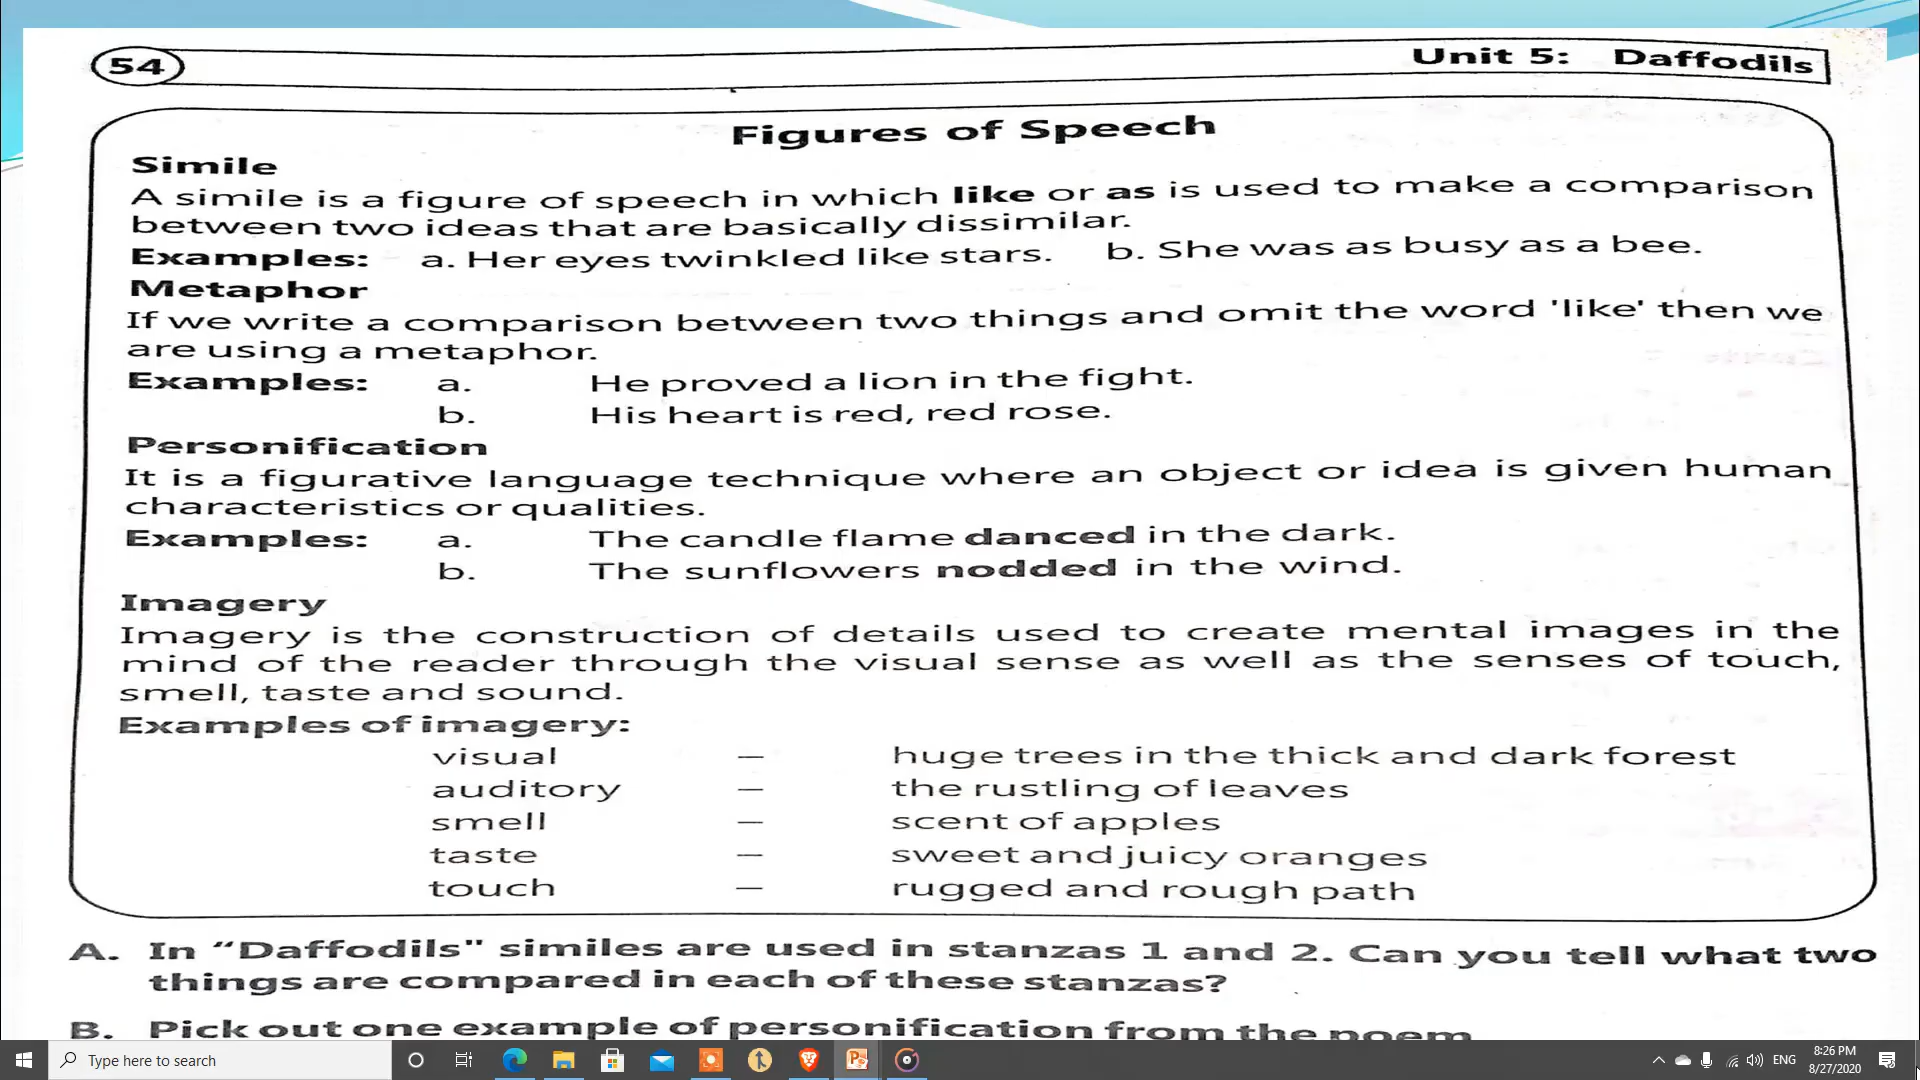 54
Unit 5: Daffodils
Figures of Speech
Simile
A simile is a figure of speech in which like or as is used to make a comparison
between two ideas that are basically dissimilar.
Examples: a. Her eyes twinkled like stars. b. She was as busy as a bee.
Metaphor
If we write a comparison between two things and omit the word 'like' then we
are using a metaphor.
Examples: a. He proved a lion in the fight.
b. His heart is red, red rose.
Personification
It is a figurative language technique where an object or idea is given human
characteristics or qualities.
Examples: a. The candle flame danced in the dark.
b. The sunflowers nodded in the wind.
Imagery
Imagery is the construction of details used to create mental images in the
mind of the reader through the visual sense as well as the senses of touch,
smell, taste and sound.
Examples of imagery:
visual — huge trees in the thick and dark forest
auditory — the rustling of leaves
smell — scent of apples
taste — sweet and juicy oranges
touch — rugged and rough path
A. In “Daffodils" similes are used in stanzas 1 and 2. Can you tell what two
things are compared in each of these stanzas?
B. Pick out one example of personification from the poem
Type here to search
ENG
8:26 PM
8/27/2020